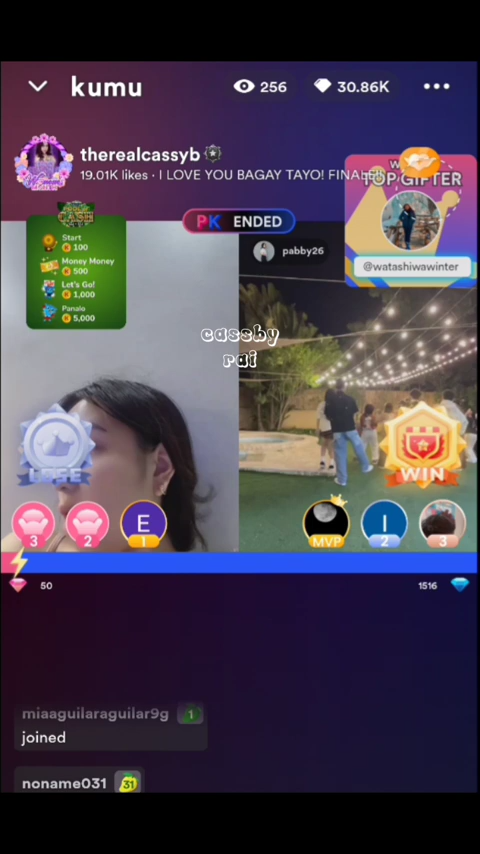 kumu
256
30.86K
therealcassyb
19.01K likes · I LOVE YOU BAGAY TAYO! FINALE!!
TOP GIFTER
@watashiwawinter
PK ENDED
CASH
Start
100
Money Money
500
Let's Go!
1,000
Panalo
5,000
pabby26
cassby
rai
LOSE
WIN
3
2
E
1
MVP
I
2
3
50
1516
miaaguilaraguilar9g 1
joined
noname031 31